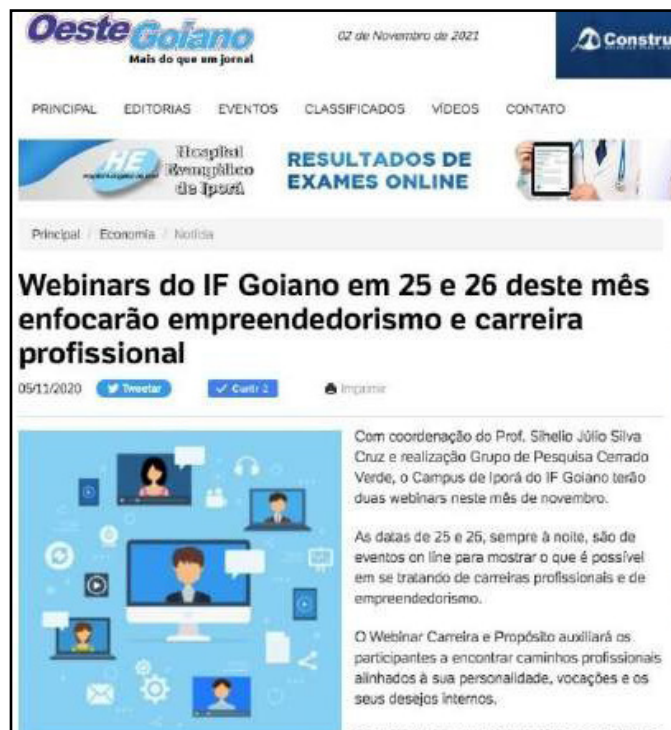 Oeste Goiano
Mais do que um jornal
02 de Novembro de 2021
Constru
PRINCIPAL EDITORIAS EVENTOS CLASSIFICADOS VÍDEOS CONTATO
HE
Hospital
Evangélico
de Iporá
RESULTADOS DE
EXAMES ONLINE
Principal / Economia / Notícia
Webinars do IF Goiano em 25 e 26 deste mês
enfocarão empreendedorismo e carreira
profissional
05/11/2020 Tweetar Curtir 2 Imprimir
Com coordenação do Prof. Sihelio Júlio Silva
Cruz e realização Grupo de Pesquisa Cerrado
Verde, o Campus de Iporá do IF Goiano terão
duas webinars neste mês de novembro.
As datas de 25 e 26, sempre à noite, são de
eventos on line para mostrar o que é possível
em se tratando de carreiras profissionais e de
empreendedorismo.
O Webinar Carreira e Propósito auxiliará os
participantes a encontrar caminhos profissionais
alinhados à sua personalidade, vocações e os
seus desejos internos.